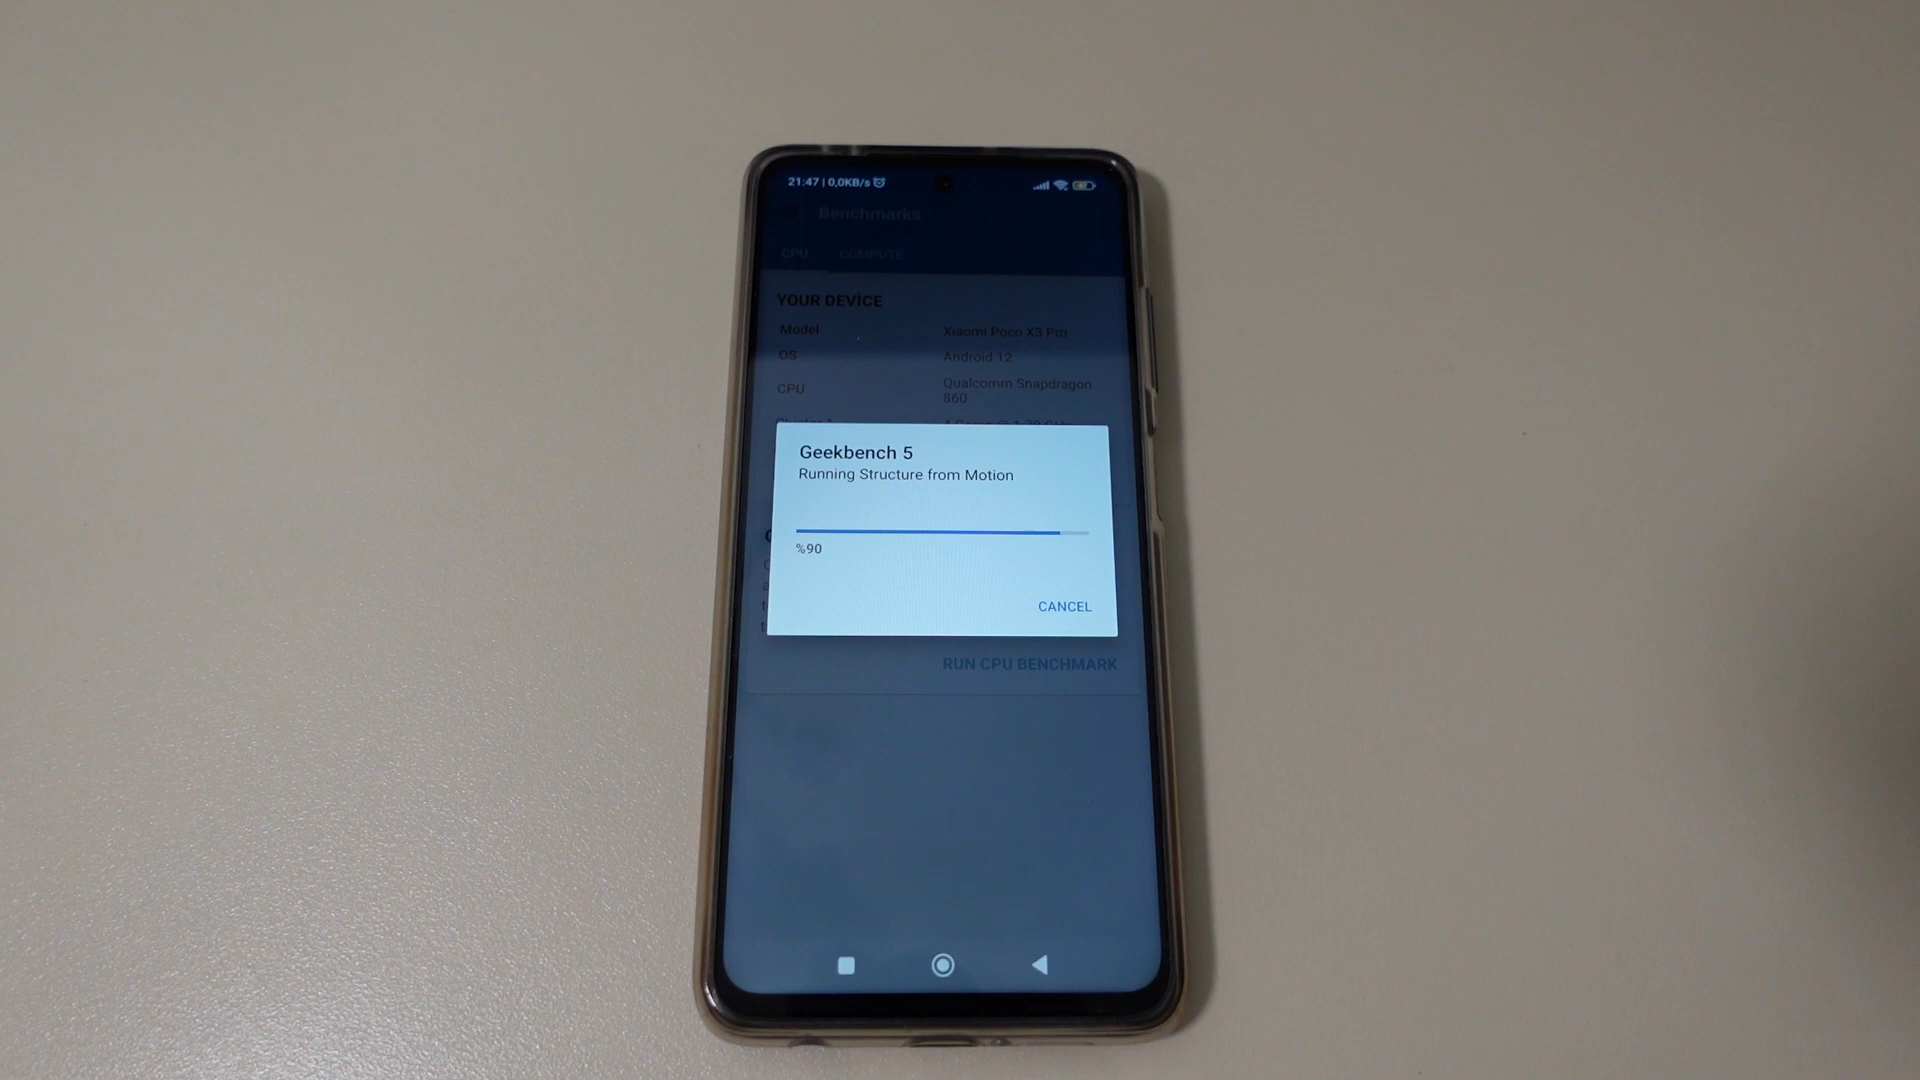 21:47 | 0,0KB/s
Benchmarks
CPU COMPUTE
YOUR DEVİCE
Model Xiaomi Poco X3 Pro
OS Android 12
CPU Qualcomm Snapdragon
860
Geekbench 5
Running Structure from Motion
%90
CANCEL
RUN CPU BENCHMARK